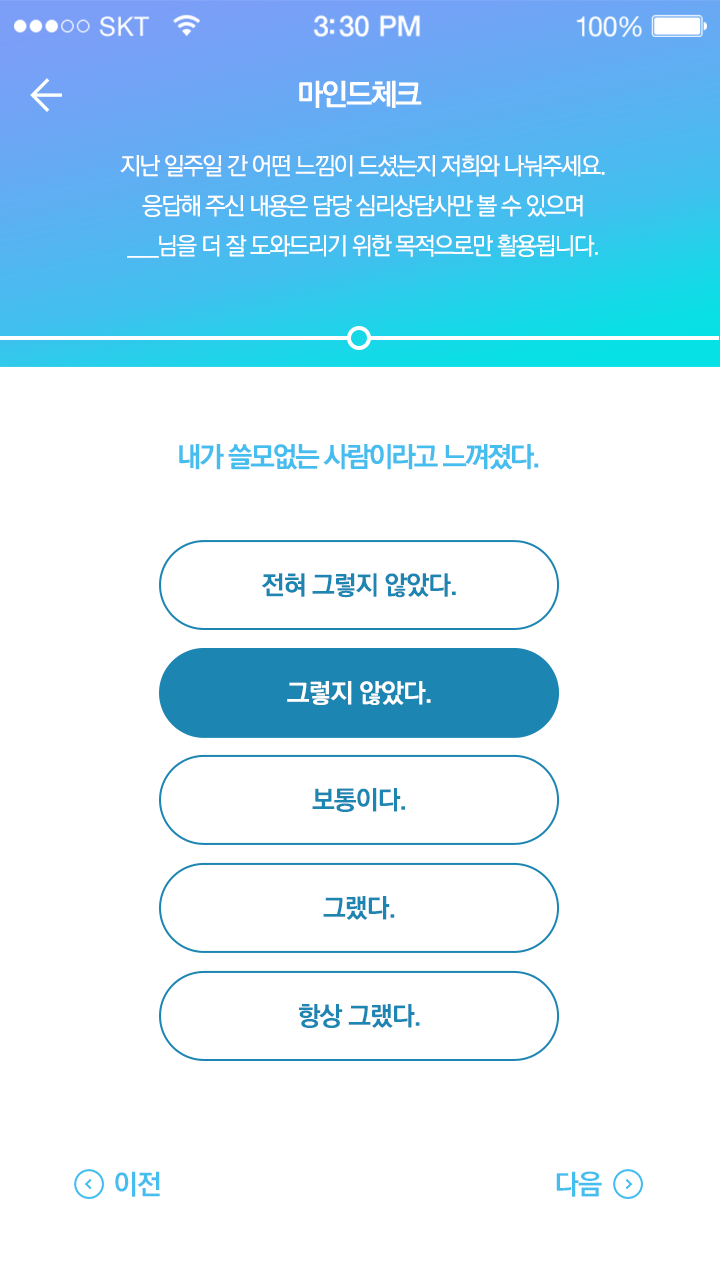 SKT 3:30 PM 100%
마인드체크
지난 일주일 간 어떤 느낌이 드셨는지 저희와 나눠주세요.
응답해 주신 내용은 담당 심리상담사만 볼 수 있으며
___님을 더 잘 도와드리기 위한 목적으로만 활용됩니다.
내가 쓸모없는 사람이라고 느껴졌다.
전혀 그렇지 않았다.
그렇지 않았다.
보통이다.
그랬다.
항상 그랬다.
이전 다음